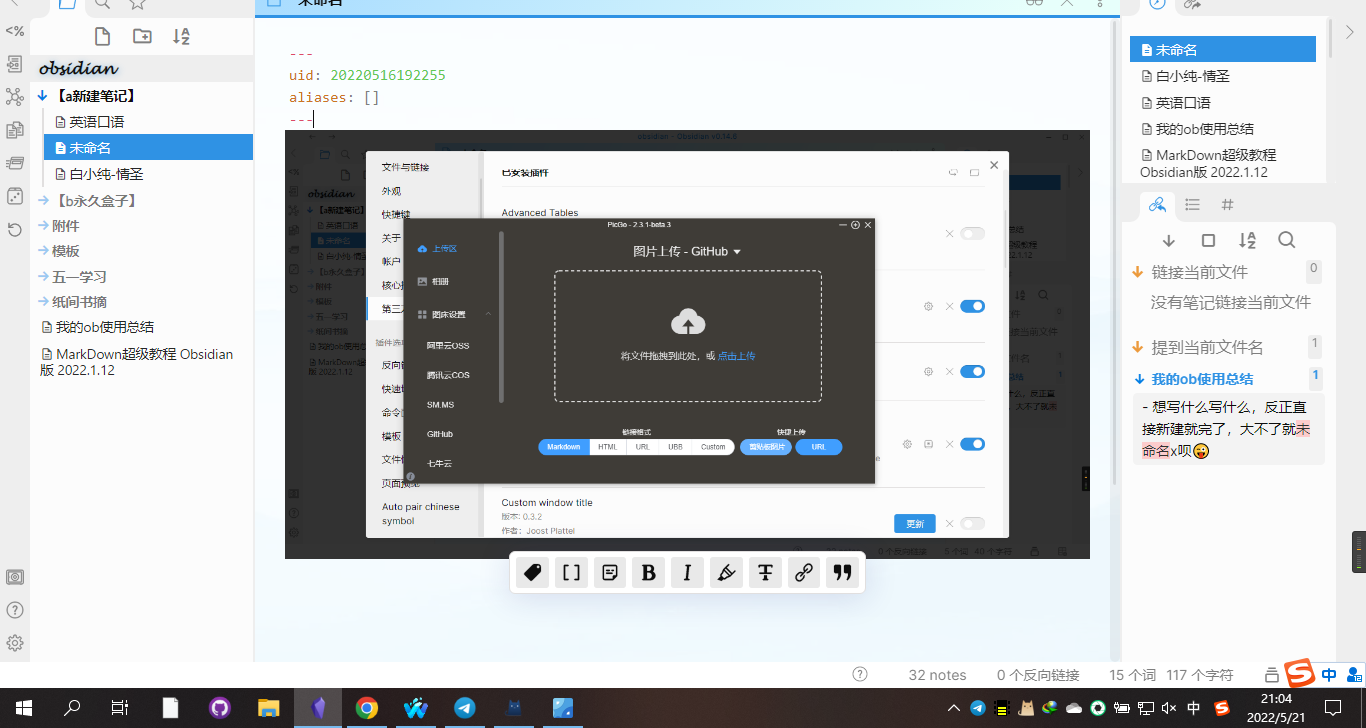 未命名
<%
obsidian
【a新建笔记】
英语口语
未命名
白小纯-情圣
【b永久盒子】
附件
模板
五一学习
纸间书摘
我的ob使用总结
MarkDown超级教程 Obsidian
版 2022.1.12
---
uid: 20220516192255
aliases: []
---
obsidian - Obsidian v0.14.6
文件与链接
外观
快捷键
关于
帐户
核心插
第三方
插件选项
反向链
快速切
命令面
模板
文件恢
页面预览
Auto pair chinese
symbol
已安装插件
Advanced Tables
PicGo - 2.3.1-beta.3
上传区
相册
图床设置
阿里云OSS
腾讯云COS
SM.MS
GitHub
七牛云
图片上传 - GitHub
将文件拖拽到此处，或 点击上传
链接格式
快捷上传
Markdown
HTML
URL
UBB
Custom
剪贴板图片
URL
Custom window title
版本: 0.3.2
作者: Joost Plattel
更新
B
I
T
未命名
白小纯-情圣
英语口语
我的ob使用总结
MarkDown超级教程
Obsidian版 2022.1.12
链接当前文件
0
没有笔记链接当前文件
提到当前文件名
1
我的ob使用总结
1
- 想写什么写什么，反正直
接新建就完了，大不了就未
命名x呗😜
32 notes
0 个反向链接
15 个词
117 个字符
中
21:04
中
2022/5/21